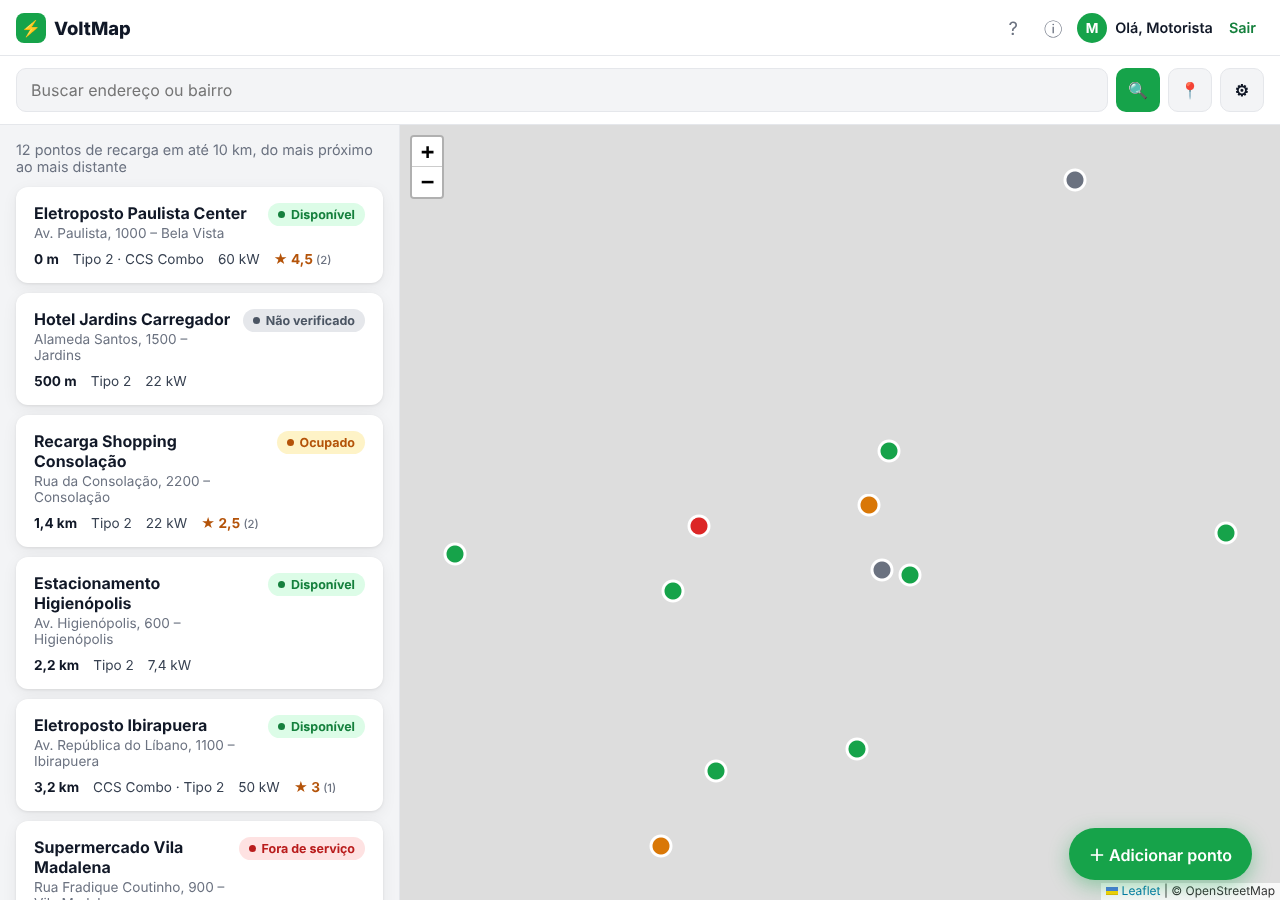 ⚡ VoltMap
? ⓘ M Olá, Motorista Sair
Buscar endereço ou bairro
12 pontos de recarga em até 10 km, do mais próximo
ao mais distante
Eletroposto Paulista Center
Disponível
Av. Paulista, 1000 – Bela Vista
0 m Tipo 2 · CCS Combo 60 kW ★ 4,5 (2)
Hotel Jardins Carregador
Não verificado
Alameda Santos, 1500 –
Jardins
500 m Tipo 2 22 kW
Recarga Shopping
Consolação
Ocupado
Rua da Consolação, 2200 –
Consolação
1,4 km Tipo 2 22 kW ★ 2,5 (2)
Estacionamento
Higienópolis
Disponível
Av. Higienópolis, 600 –
Higienópolis
2,2 km Tipo 2 7,4 kW
Eletroposto Ibirapuera
Disponível
Av. República do Líbano, 1100 –
Ibirapuera
3,2 km CCS Combo · Tipo 2 50 kW ★ 3 (1)
Supermercado Vila
Madalena
Fora de serviço
Rua Fradique Coutinho, 900 –
+
−
+ Adicionar ponto
Leaflet | © OpenStreetMap